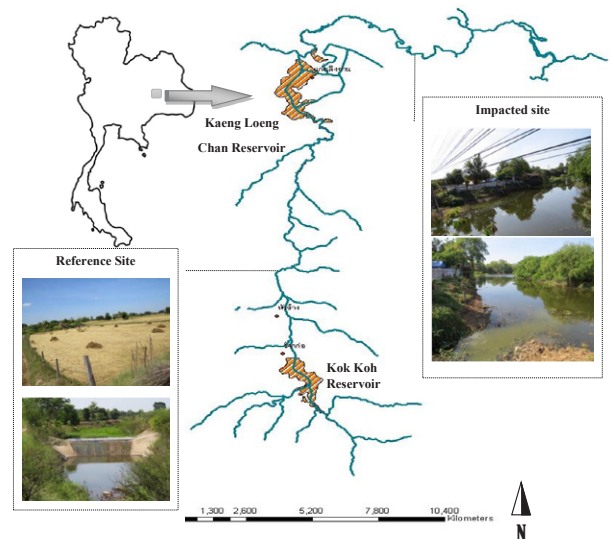 Kaeng Loeng
Chan Reservoir
Impacted site
Reference Site
Kok Koh
Reservoir
1,300 2,600 5,200 7,800 10,400
Kilometers
N